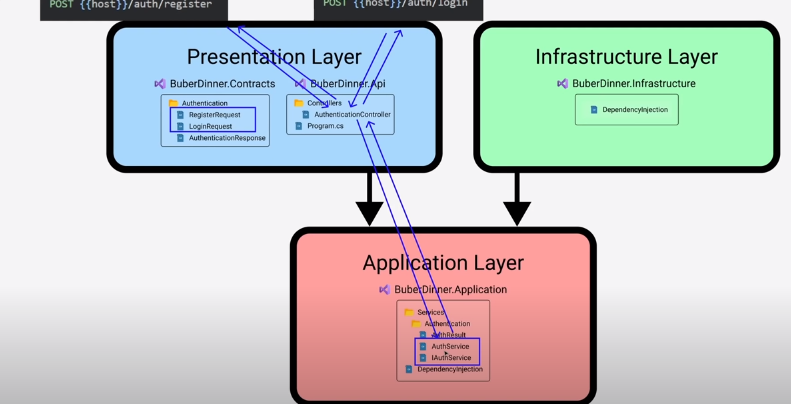 POST {{host}}/auth/register
POST {{host}}/auth/login
Presentation Layer
BuberDinner.Contracts
Authentication
RegisterRequest
LoginRequest
AuthenticationResponse
BuberDinner.Api
Controllers
AuthenticationController
Program.cs
Infrastructure Layer
BuberDinner.Infrastructure
DependencyInjection
Application Layer
BuberDinner.Application
Services
Authentication
AuthResult
AuthService
IAuthService
DependencyInjection